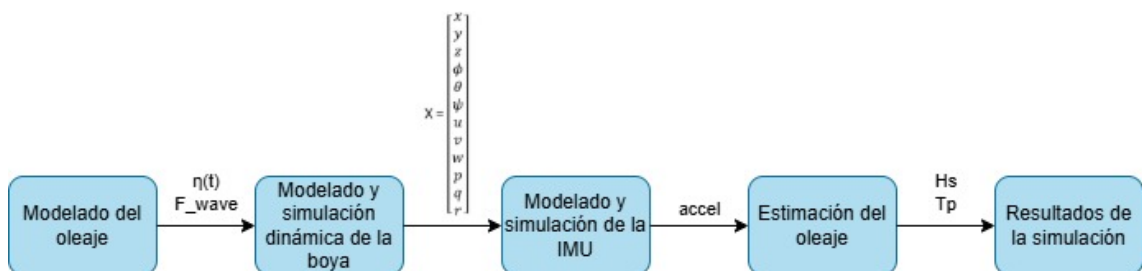 Modelado del
oleaje
η(t)
F_wave
Modelado y
simulación
dinámica de la
boya
X =
x
y
z
ϕ
θ
ψ
u
v
w
p
q
r
Modelado y
simulación de la
IMU
accel
Estimación del
oleaje
Hs
Tp
Resultados de
la simulación